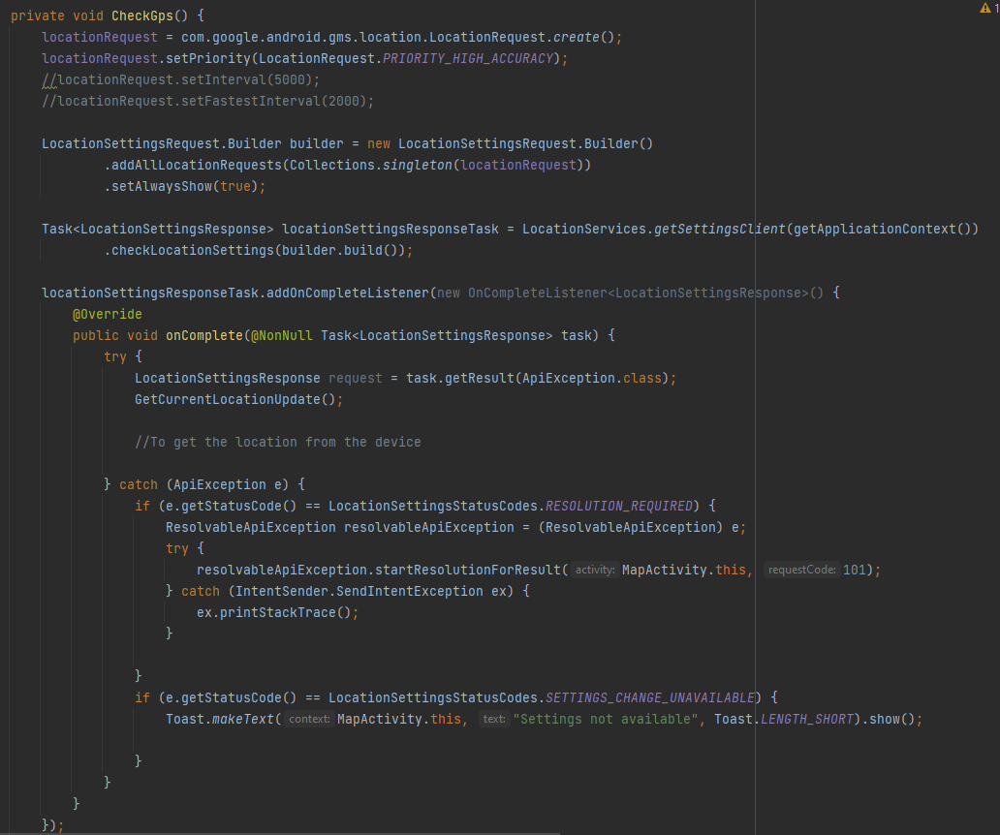 private void CheckGps() {
    locationRequest = com.google.android.gms.location.LocationRequest.create();
    locationRequest.setPriority(LocationRequest.PRIORITY_HIGH_ACCURACY);
    //locationRequest.setInterval(5000);
    //locationRequest.setFastestInterval(2000);

    LocationSettingsRequest.Builder builder = new LocationSettingsRequest.Builder()
            .addAllLocationRequests(Collections.singleton(locationRequest))
            .setAlwaysShow(true);

    Task<LocationSettingsResponse> locationSettingsResponseTask = LocationServices.getSettingsClient(getApplicationContext())
            .checkLocationSettings(builder.build());

    locationSettingsResponseTask.addOnCompleteListener(new OnCompleteListener<LocationSettingsResponse>() {
        @Override
        public void onComplete(@NonNull Task<LocationSettingsResponse> task) {
            try {
                LocationSettingsResponse request = task.getResult(ApiException.class);
                GetCurrentLocationUpdate();

                //To get the location from the device

            } catch (ApiException e) {
                if (e.getStatusCode() == LocationSettingsStatusCodes.RESOLUTION_REQUIRED) {
                    ResolvableApiException resolvableApiException = (ResolvableApiException) e;
                    try {
                        resolvableApiException.startResolutionForResult( activity: MapActivity.this, requestCode: 101);
                    } catch (IntentSender.SendIntentException ex) {
                        ex.printStackTrace();
                    }

                }
                if (e.getStatusCode() == LocationSettingsStatusCodes.SETTINGS_CHANGE_UNAVAILABLE) {
                    Toast.makeText( context: MapActivity.this, text: "Settings not available", Toast.LENGTH_SHORT).show();

                }
            }
        }
    });
1